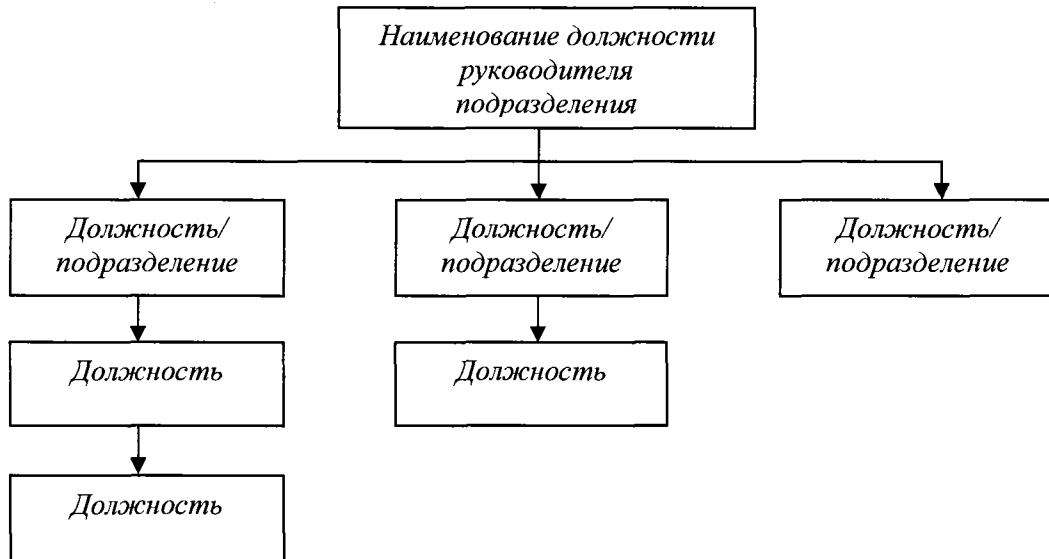 Наименование должности
руководителя
подразделения
Должность/
подразделение
Должность/
подразделение
Должность/
подразделение
Должность
Должность
Должность